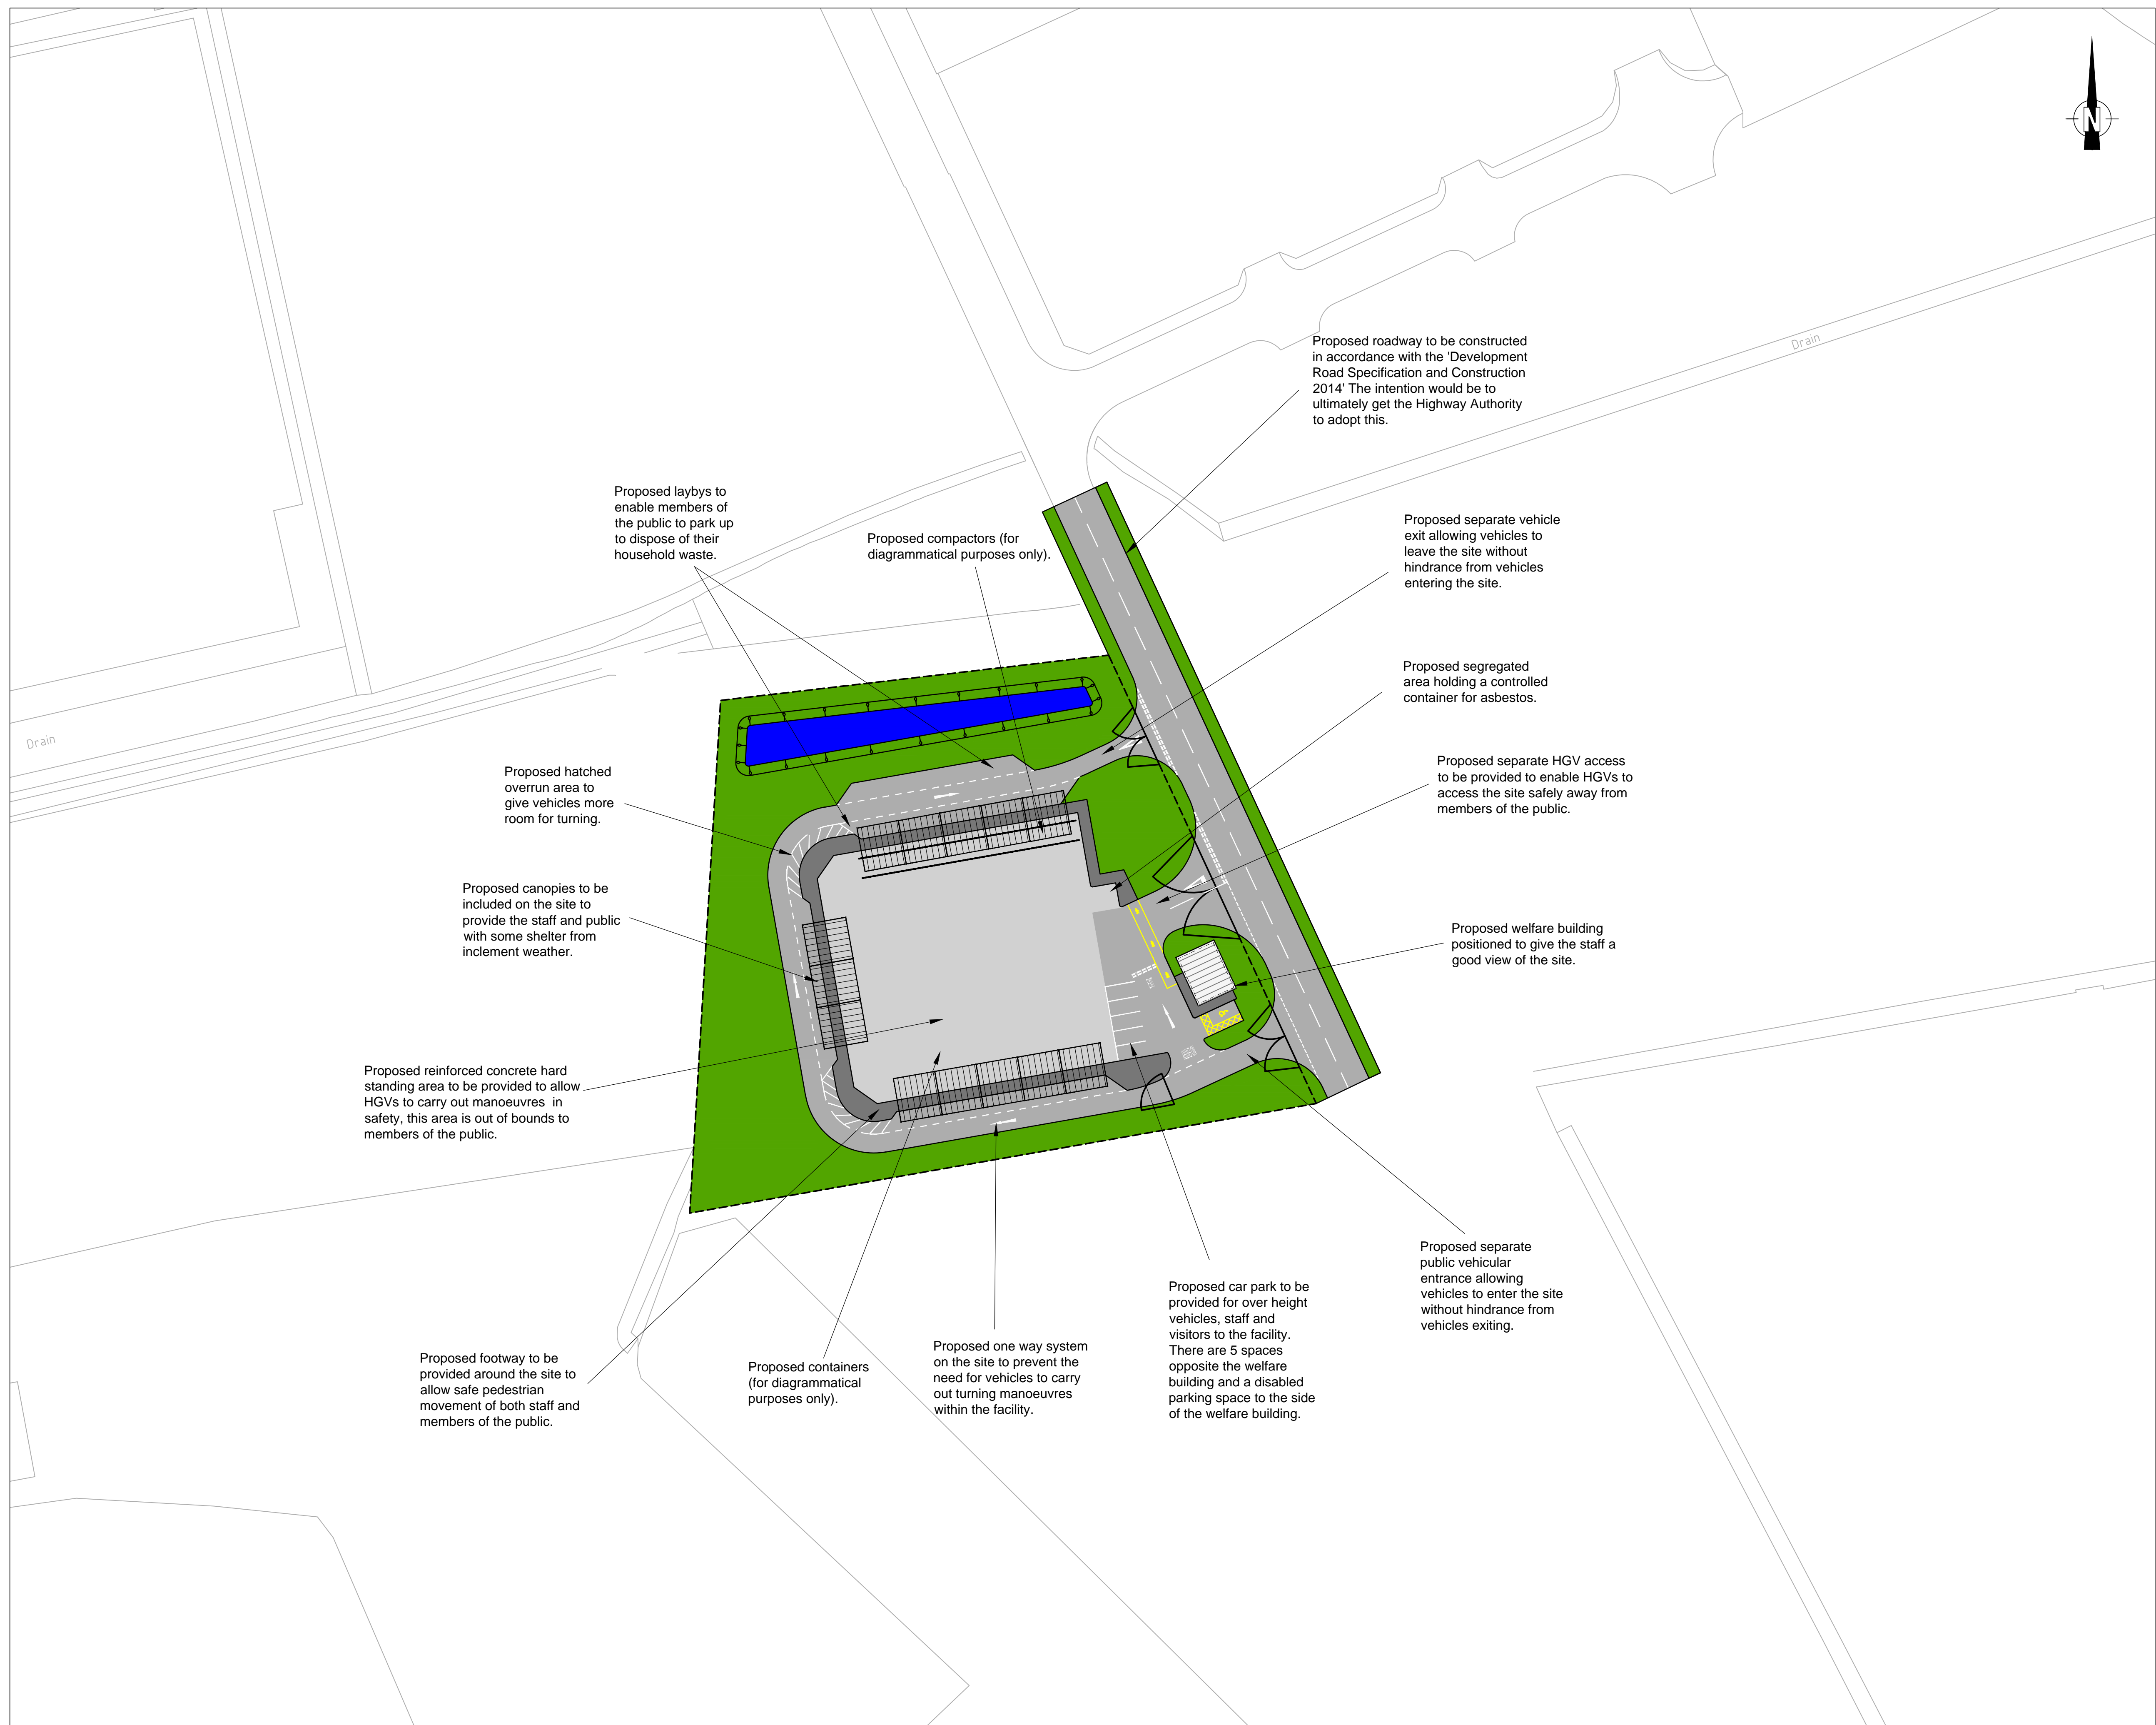 N
Proposed roadway to be constructed
in accordance with the 'Development
Road Specification and Construction
2014' The intention would be to
ultimately get the Highway Authority
to adopt this.
Drain
Proposed laybys to
enable members of
the public to park up
to dispose of their
household waste.
Proposed compactors (for
diagrammatical purposes only).
Proposed separate vehicle
exit allowing vehicles to
leave the site without
hindrance from vehicles
entering the site.
Proposed segregated
area holding a controlled
container for asbestos.
Drain
Proposed hatched
overrun area to
give vehicles more
room for turning.
Proposed separate HGV access
to be provided to enable HGVs to
access the site safely away from
members of the public.
Proposed canopies to be
included on the site to
provide the staff and public
with some shelter from
inclement weather.
Proposed welfare building
positioned to give the staff a
good view of the site.
Proposed reinforced concrete hard
standing area to be provided to allow
HGVs to carry out manoeuvres in
safety, this area is out of bounds to
members of the public.
Proposed separate
public vehicular
entrance allowing
vehicles to enter the site
without hindrance from
vehicles exiting.
Proposed footway to be
provided around the site to
allow safe pedestrian
movement of both staff and
members of the public.
Proposed containers
(for diagrammatical
purposes only).
Proposed one way system
on the site to prevent the
need for vehicles to carry
out turning manoeuvres
within the facility.
Proposed car park to be
provided for over height
vehicles, staff and
visitors to the facility.
There are 5 spaces
opposite the welfare
building and a disabled
parking space to the side
of the welfare building.